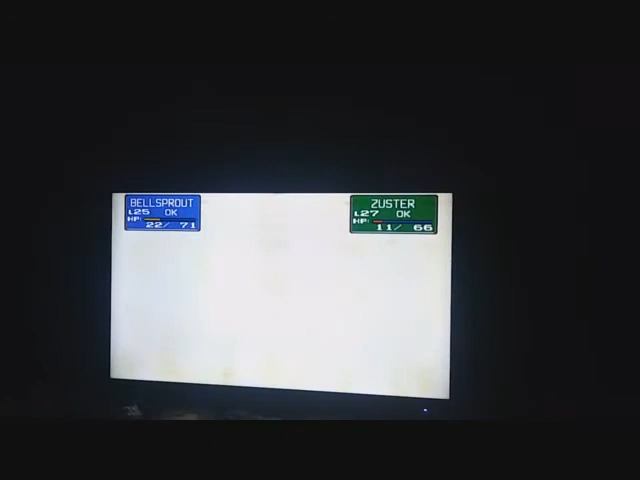 BELLSPROUT
L25 OK
HP:
22/ 71
ZUSTER
L27 OK
HP:
11/ 66